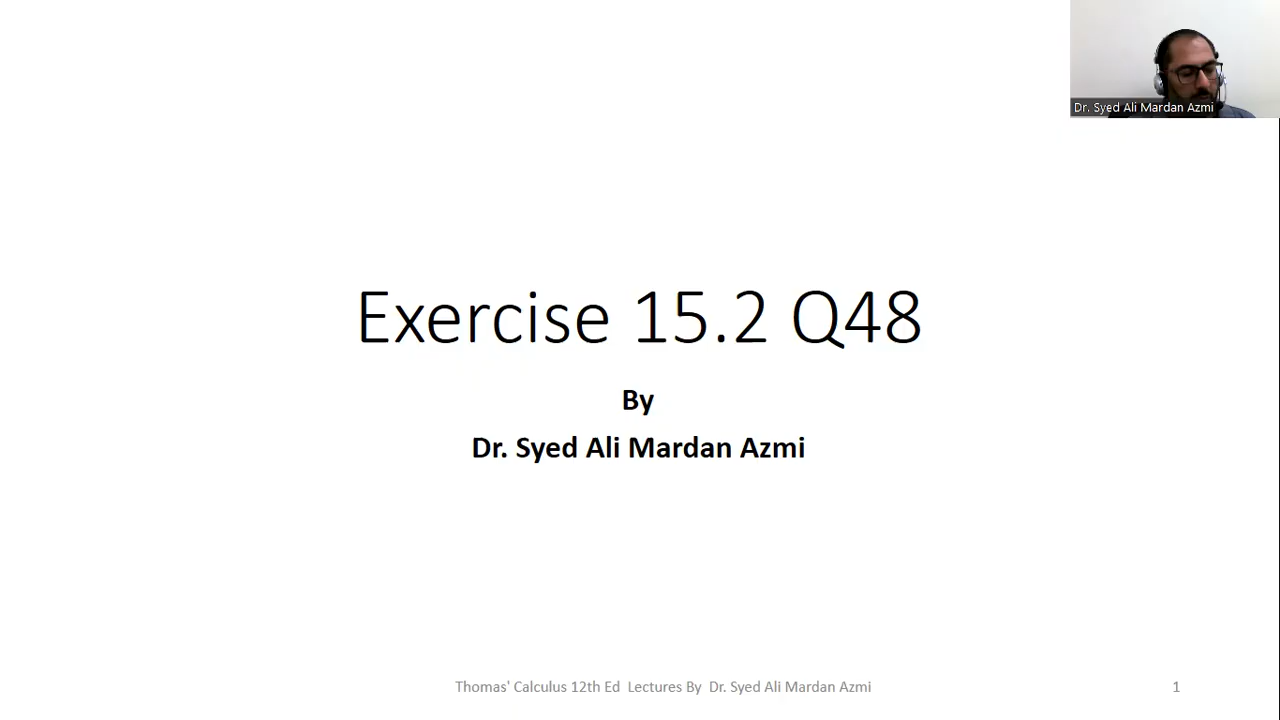 Dr. Syed Ali Mardan Azmi
Exercise 15.2 Q48
By
Dr. Syed Ali Mardan Azmi
Thomas' Calculus 12th Ed  Lectures By  Dr. Syed Ali Mardan Azmi
1